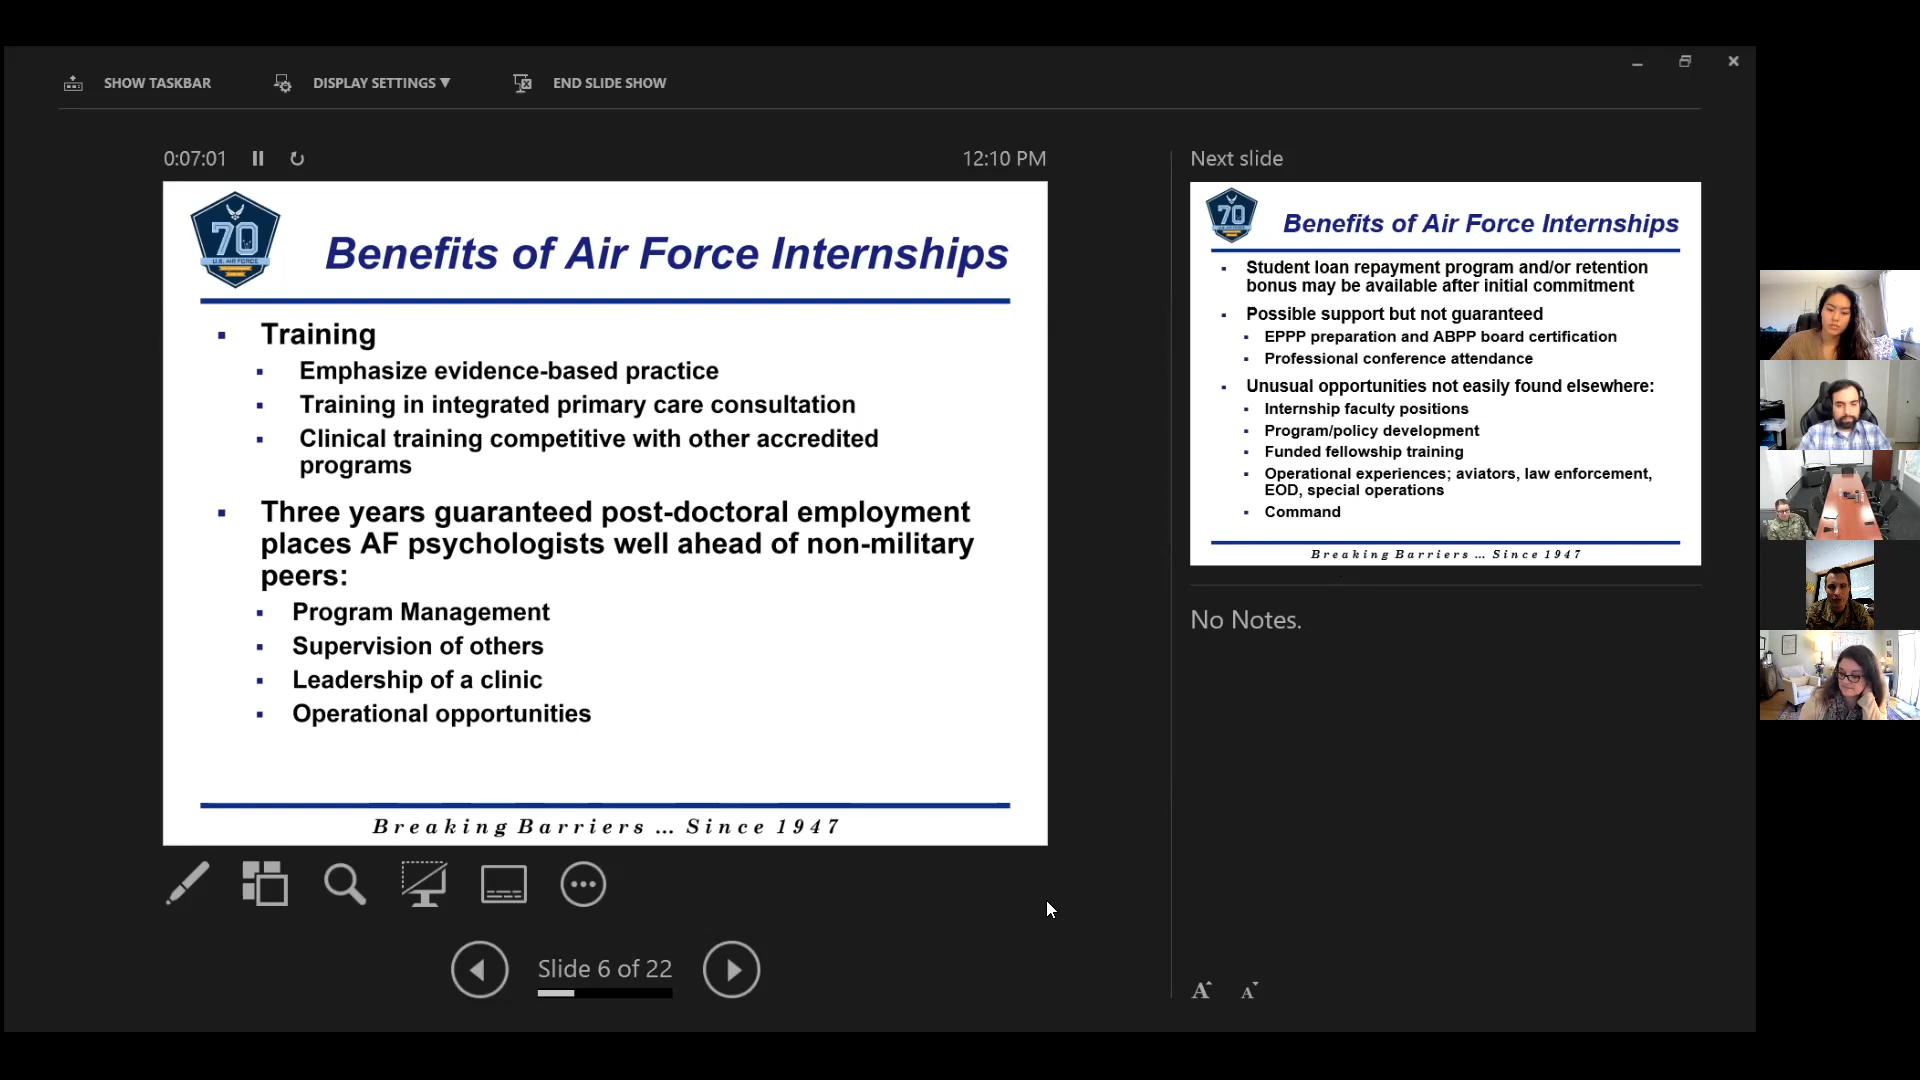 SHOW TASKBAR
DISPLAY SETTINGS ▼
END SLIDE SHOW
0:07:01
12:10 PM
70
U.S. AIR FORCE
Benefits of Air Force Internships
Training
Emphasize evidence-based practice
Training in integrated primary care consultation
Clinical training competitive with other accredited
programs
Three years guaranteed post-doctoral employment
places AF psychologists well ahead of non-military
peers:
Program Management
Supervision of others
Leadership of a clinic
Operational opportunities
Breaking Barriers ... Since 1947
Slide 6 of 22
Next slide
70
Benefits of Air Force Internships
Student loan repayment program and/or retention
bonus may be available after initial commitment
Possible support but not guaranteed
EPPP preparation and ABPP board certification
Professional conference attendance
Unusual opportunities not easily found elsewhere:
Internship faculty positions
Program/policy development
Funded fellowship training
Operational experiences; aviators, law enforcement,
EOD, special operations
Command
Breaking Barriers ... Since 1947
No Notes.
A A